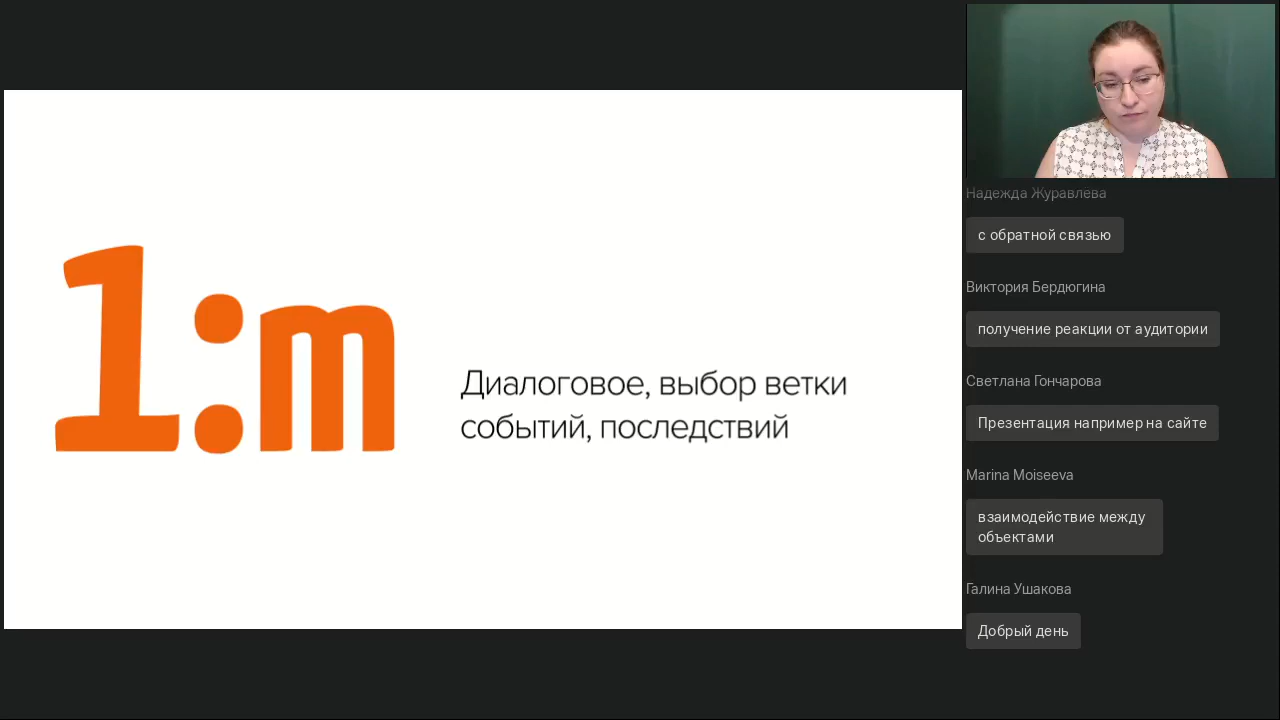 1:m
Диалоговое, выбор ветки
событий, последствий
Надежда Журавлева
с обратной связью
Виктория Бердюгина
получение реакции от аудитории
Светлана Гончарова
Презентация например на сайте
Marina Moiseeva
взаимодействие между
объектами
Галина Ушакова
Добрый день